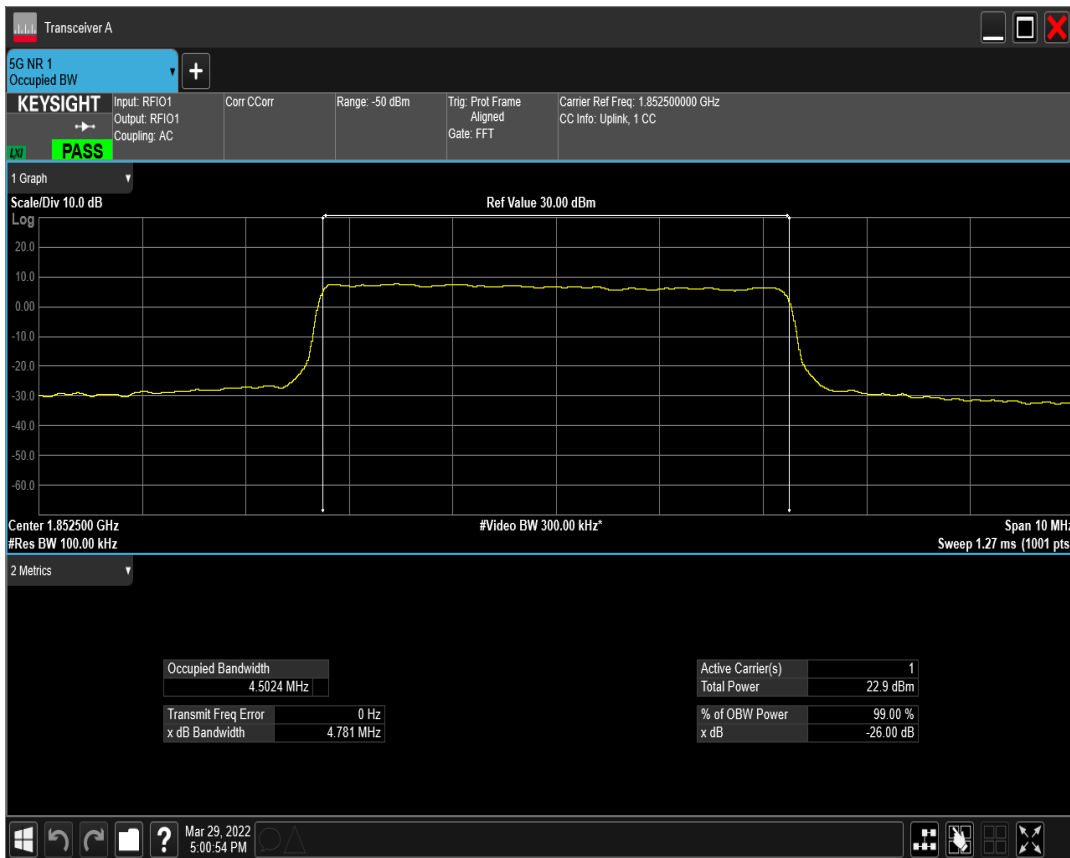 Transceiver A
5G NR 1
Occupied BW
KEYSIGHT
LXI
PASS
Input: RFIO1
Output: RFIO1
Coupling: AC
Corr CCorr
Range: -50 dBm
Trig: Prot Frame
Aligned
Gate: FFT
Carrier Ref Freq: 1.852500000 GHz
CC Info: Uplink, 1 CC
1 Graph
Scale/Div 10.0 dB
Ref Value 30.00 dBm
Log
20.0
10.0
0.00
-10.0
-20.0
-30.0
-40.0
-50.0
-60.0
Center 1.852500 GHz
#Video BW 300.00 kHz*
Span 10 MHz
#Res BW 100.00 kHz
Sweep 1.27 ms (1001 pts
2 Metrics
Occupied Bandwidth
4.5024 MHz
Transmit Freq Error 0 Hz
x dB Bandwidth 4.781 MHz
Active Carrier(s) 1
Total Power 22.9 dBm
% of OBW Power 99.00 %
x dB -26.00 dB
?
Mar 29, 2022
5:00:54 PM